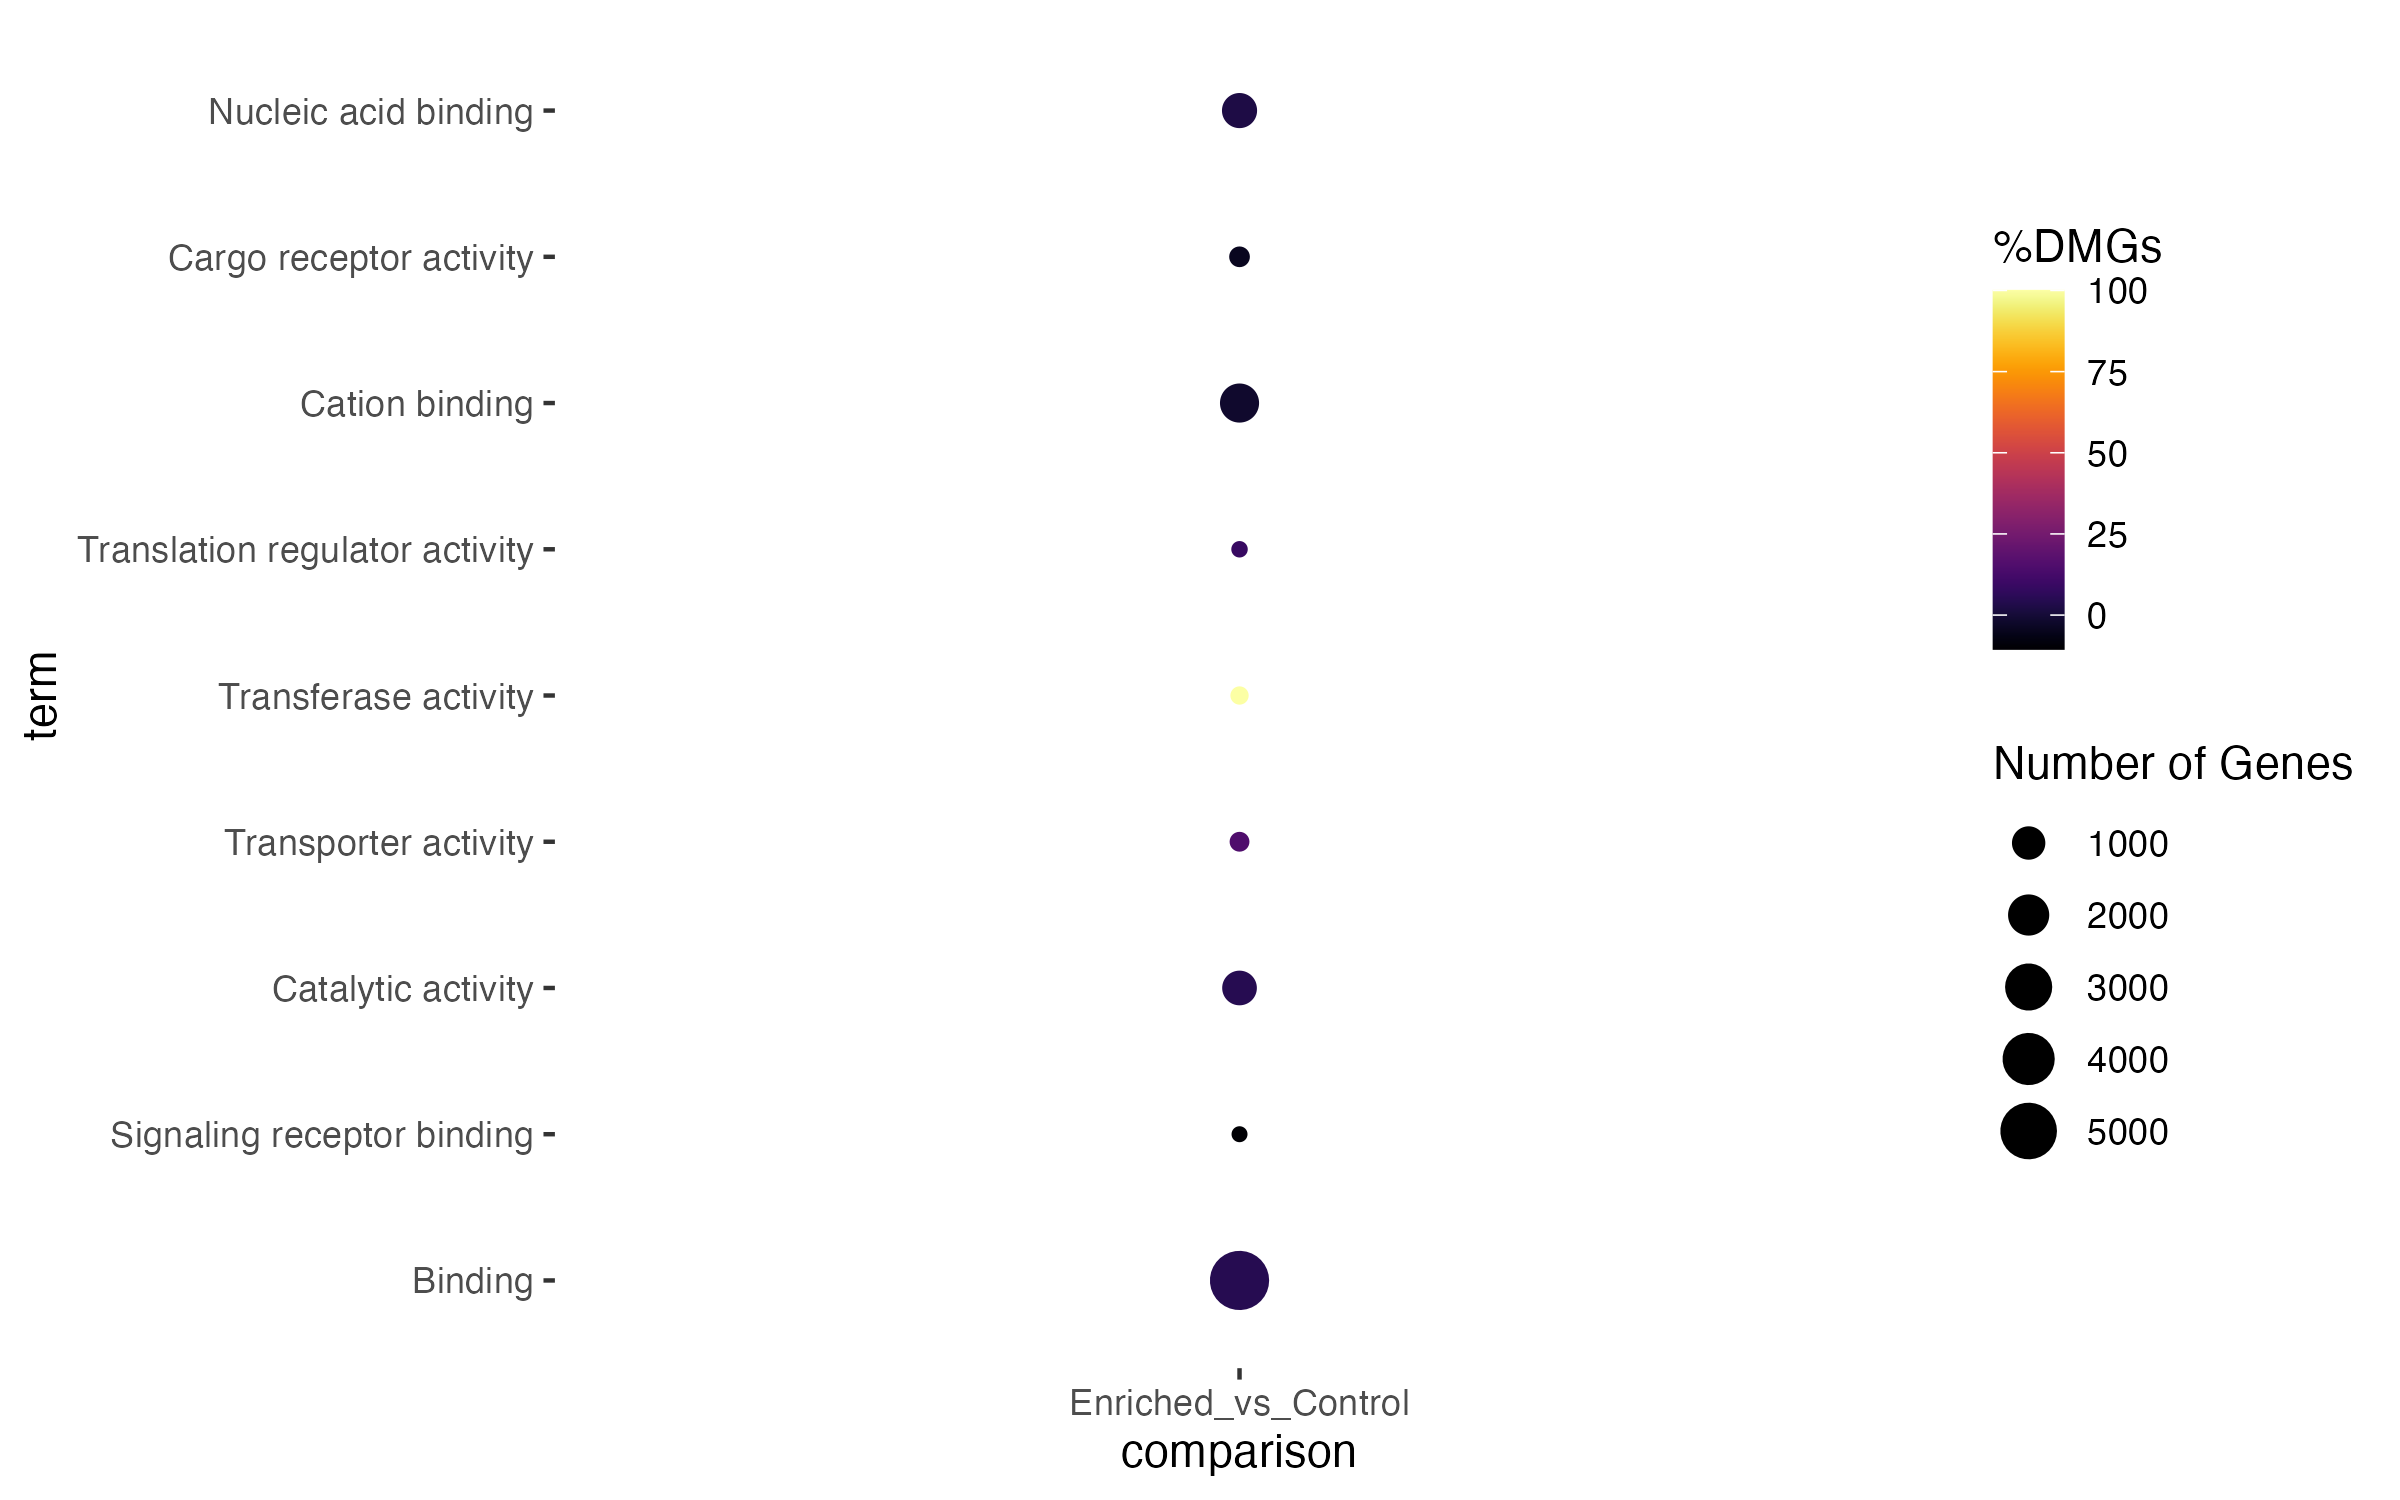 Nucleic acid binding
Cargo receptor activity
Cation binding
Translation regulator activity
Transferase activity
Transporter activity
Catalytic activity
Signaling receptor binding
Binding
term
Enriched_vs_Control
comparison
%DMGs
100
75
50
25
0
Number of Genes
1000
2000
3000
4000
5000